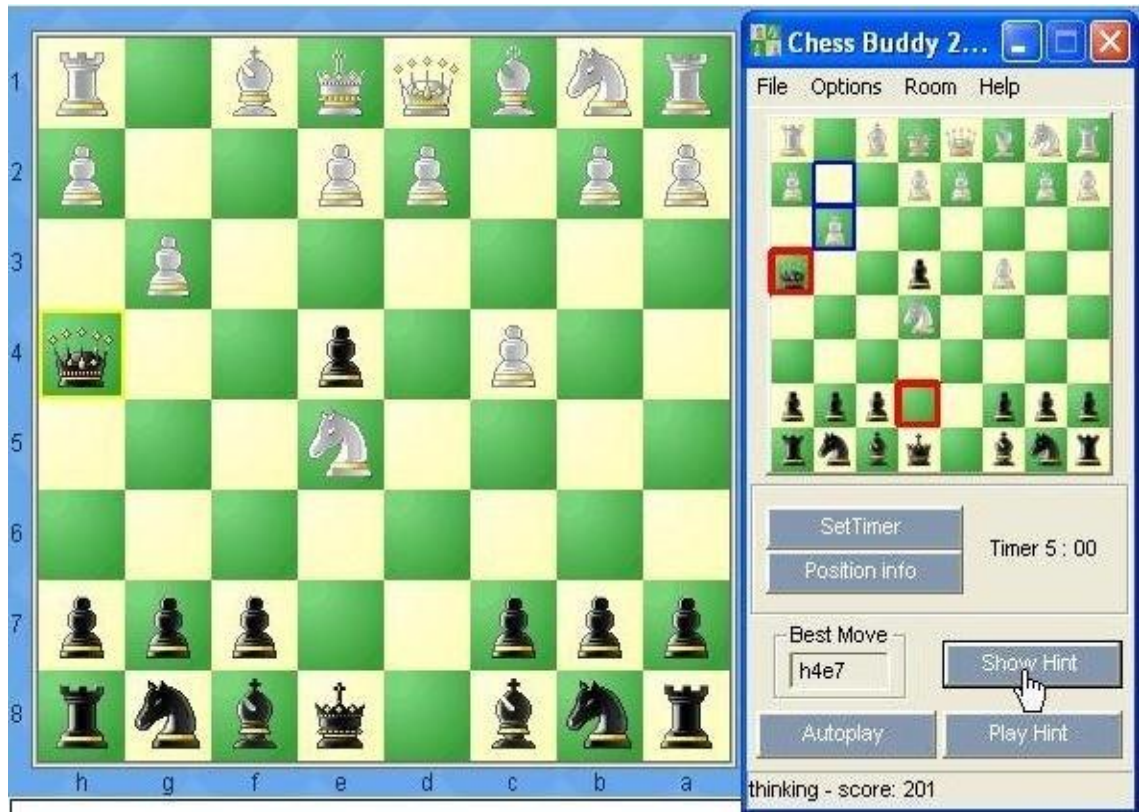 Chess Buddy 2...
File Options Room Help
1
2
3
4
5
6
7
8
h g f e d c b a
SetTimer
Position info
Timer 5 : 00
Best Move
h4e7
Show Hint
Autoplay
Play Hint
thinking - score: 201